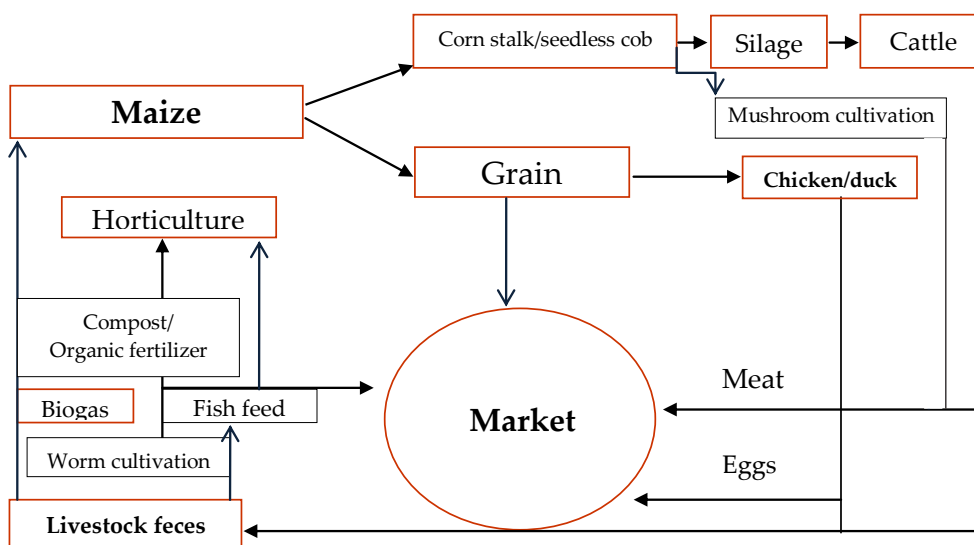 Corn stalk/seedless cob
Silage
Cattle
Maize
Mushroom cultivation
Grain
Chicken/duck
Horticulture
Compost/
Organic fertilizer
Meat
Biogas
Fish feed
Market
Worm cultivation
Eggs
Livestock feces